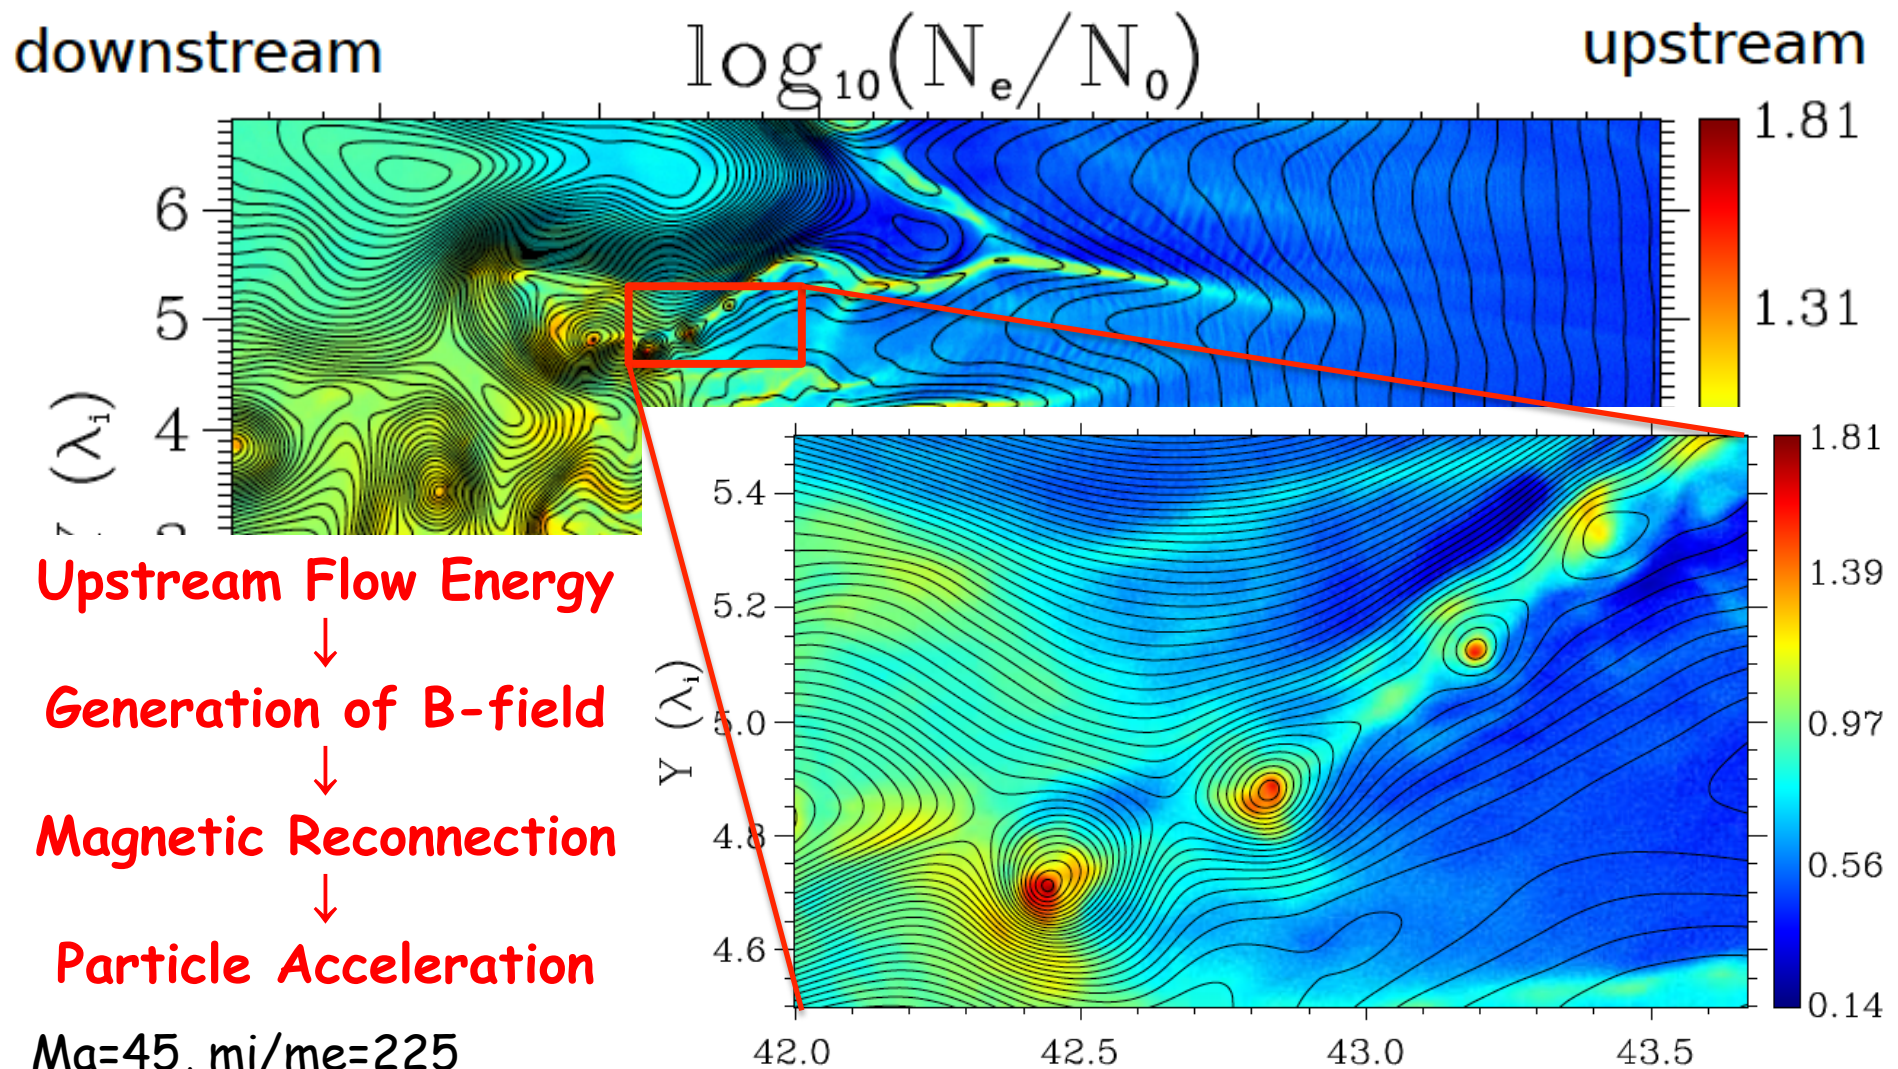 downstream
log₁₀(Nₑ/N₀)
upstream
1.81
1.31
6
5
4
(λᵢ)
1.81
1.39
0.97
0.56
0.14
5.4
5.2
5.0
4.8
4.6
Y (λᵢ)
42.0
42.5
43.0
43.5
Upstream Flow Energy
↓
Generation of B-field
↓
Magnetic Reconnection
↓
Particle Acceleration
Ma=45, mi/me=225